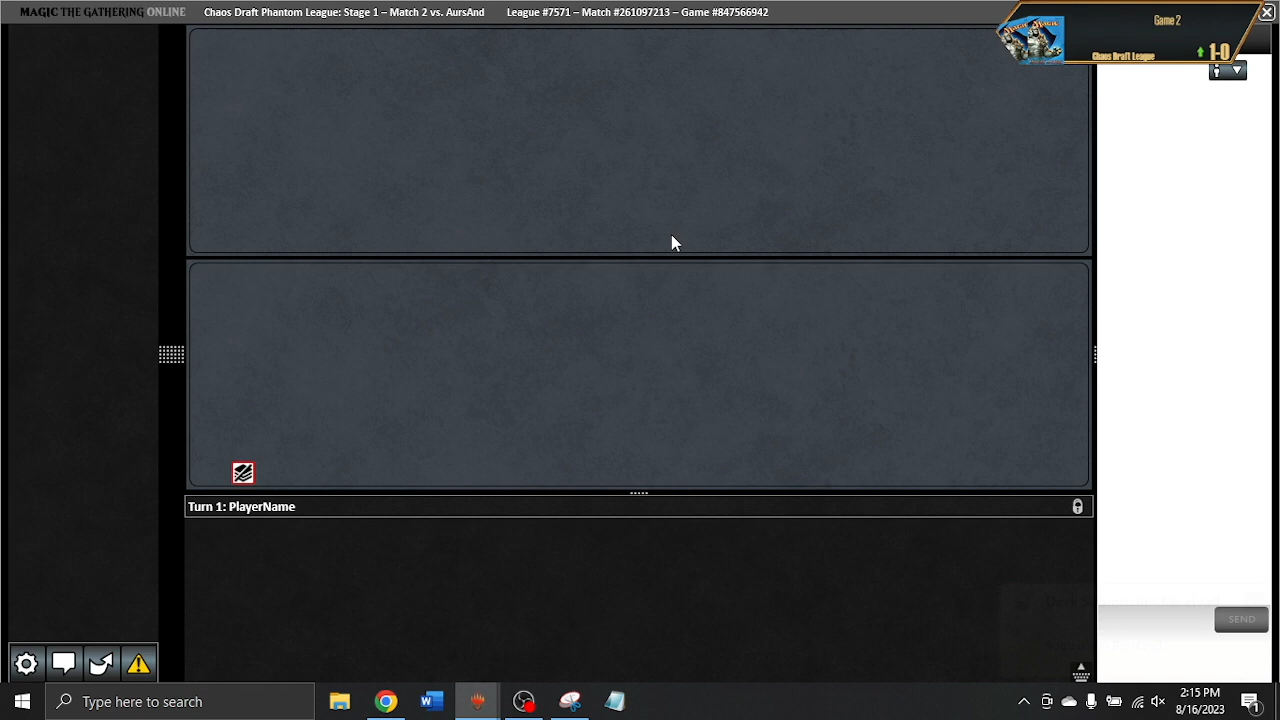 MAGIC THE GATHERING ONLINE Chaos Draft Phantom League: Stage 1 – Match 2 vs. AursAnd League #7571 – Match #261097213 – Game #847566942
Game 2
Chaos Draft League 1-0
Turn 1: PlayerName
SEND
Type here to search
2:15 PM
8/16/2023
1